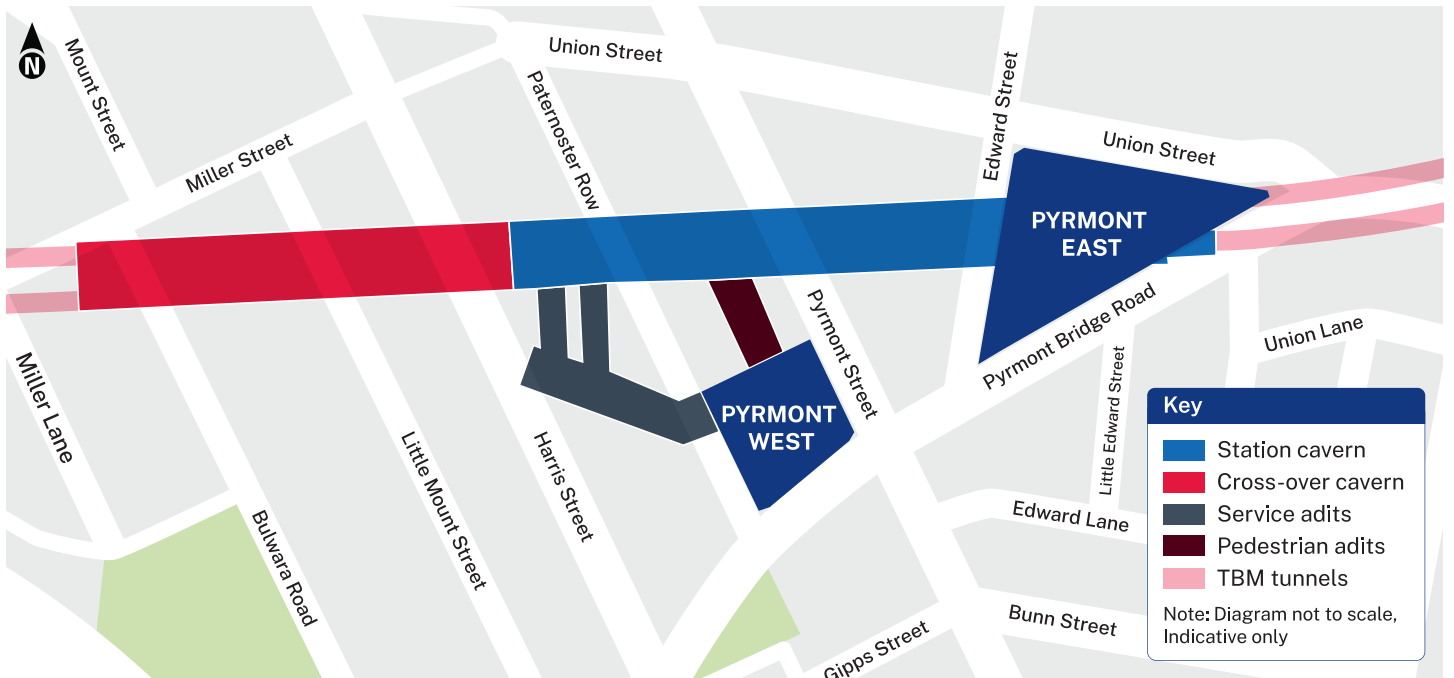 N
Mount Street
Miller Street
Union Street
Paternoster Row
Edward Street
Union Street
PYRMONT
EAST
Pyrmont Bridge Road
Pyrmont Street
PYRMONT
WEST
Miller Lane
Bulwara Road
Little Mount Street
Harris Street
Little Edward Street
Union Lane
Edward Lane
Bunn Street
Gipps Street
Key
Station cavern
Cross-over cavern
Service adits
Pedestrian adits
TBM tunnels
Note: Diagram not to scale,
Indicative only